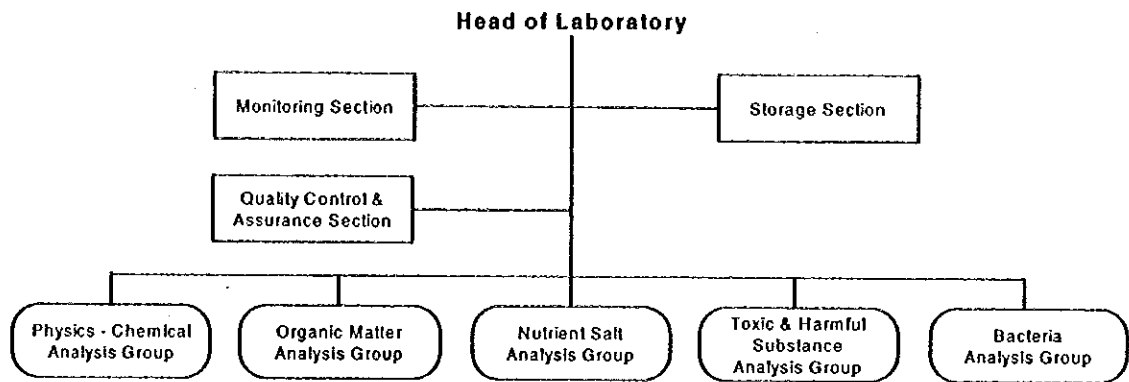 Head of Laboratory
Monitoring Section
Storage Section
Quality Control &
Assurance Section
Physics - Chemical
Analysis Group
Organic Matter
Analysis Group
Nutrient Salt
Analysis Group
Toxic & Harmful
Substance
Analysis Group
Bacteria
Analysis Group